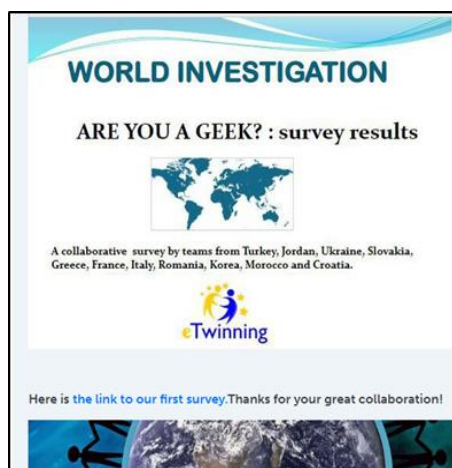 WORLD INVESTIGATION
ARE YOU A GEEK? : survey results
A collaborative survey by teams from Turkey, Jordan, Ukraine, Slovakia,
Greece, France, Italy, Romania, Korea, Morocco and Croatia.
eTwinning
Here is the link to our first survey.Thanks for your great collaboration!